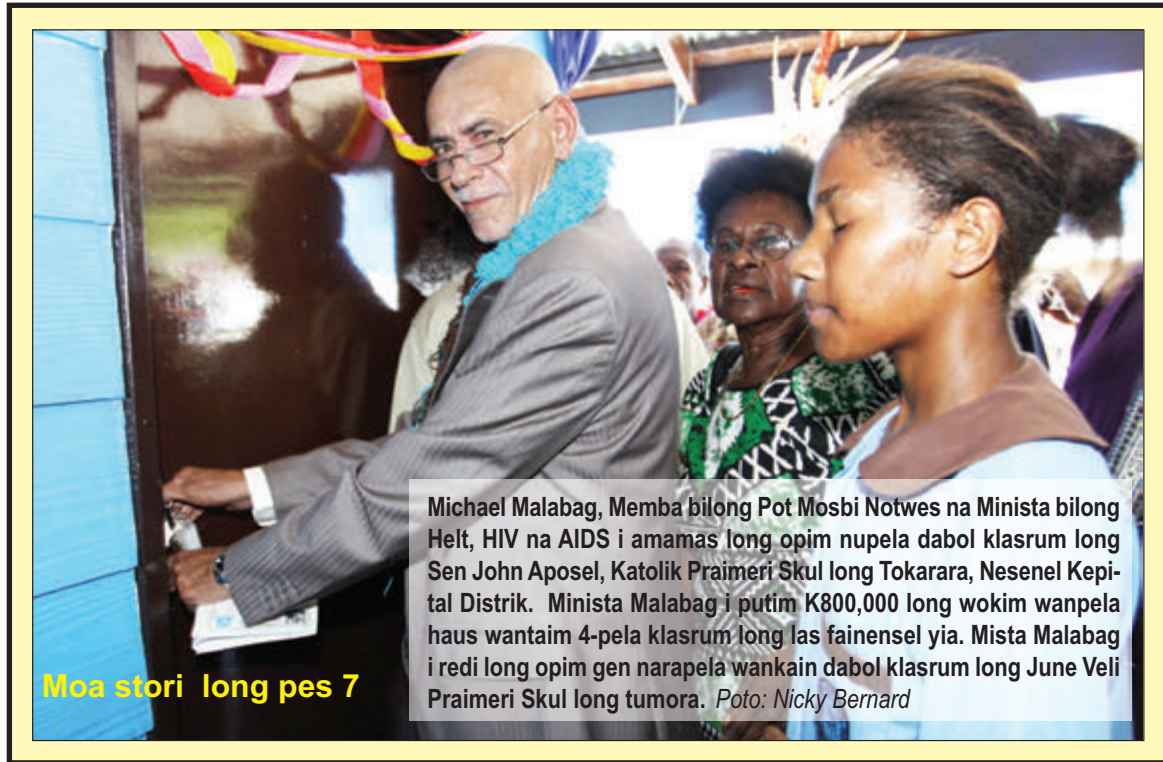 Michael Malabag, Memba bilong Pot Mosbi Notwes na Minista bilong
Helt, HIV na AIDS i amamas long opim nupela dabol klasrum long
Sen John Aposel, Katolik Praimeri Skul long Tokarara, Nesenel Kepi-
tal Distrik. Minista Malabag i putim K800,000 long wokim wanpela
haus wantaim 4-pela klasrum long las fainensel yia. Mista Malabag
i redi long opim gen narapela wankain dabol klasrum long June Veli
Praimeri Skul long tumora. Poto: Nicky Bernard
Moa stori long pes 7